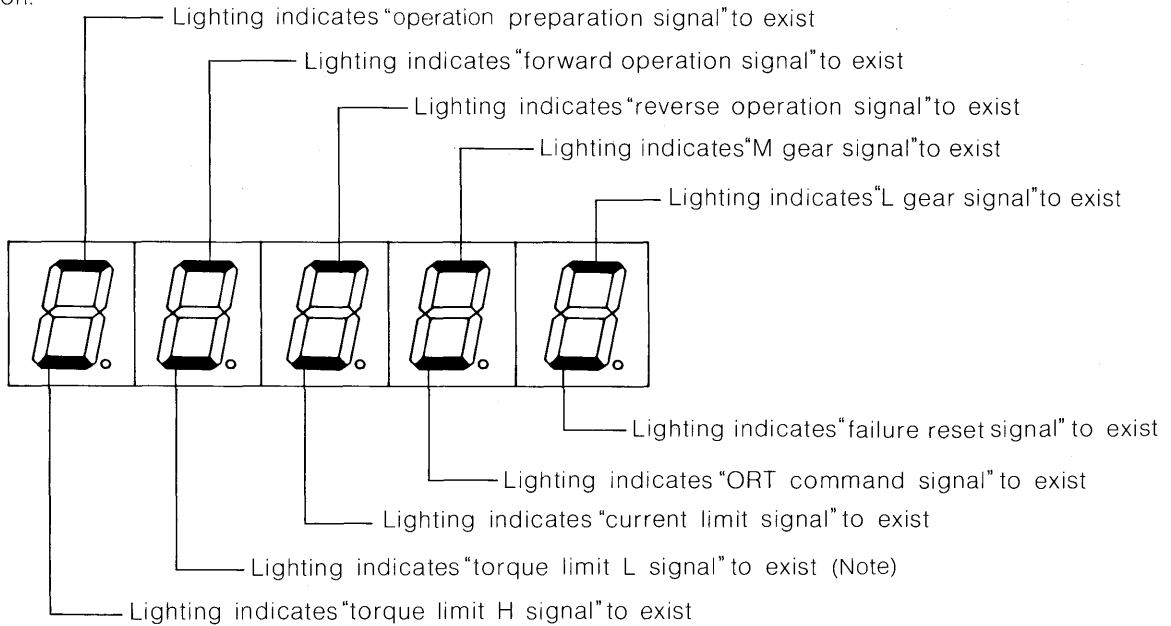 on.
Lighting indicates “operation preparation signal” to exist
Lighting indicates “forward operation signal” to exist
Lighting indicates “reverse operation signal” to exist
Lighting indicates “M gear signal” to exist
Lighting indicates “L gear signal” to exist
Lighting indicates “failure reset signal” to exist
Lighting indicates “ORT command signal” to exist
Lighting indicates “current limit signal” to exist
Lighting indicates “torque limit L signal” to exist (Note)
Lighting indicates “torque limit H signal” to exist